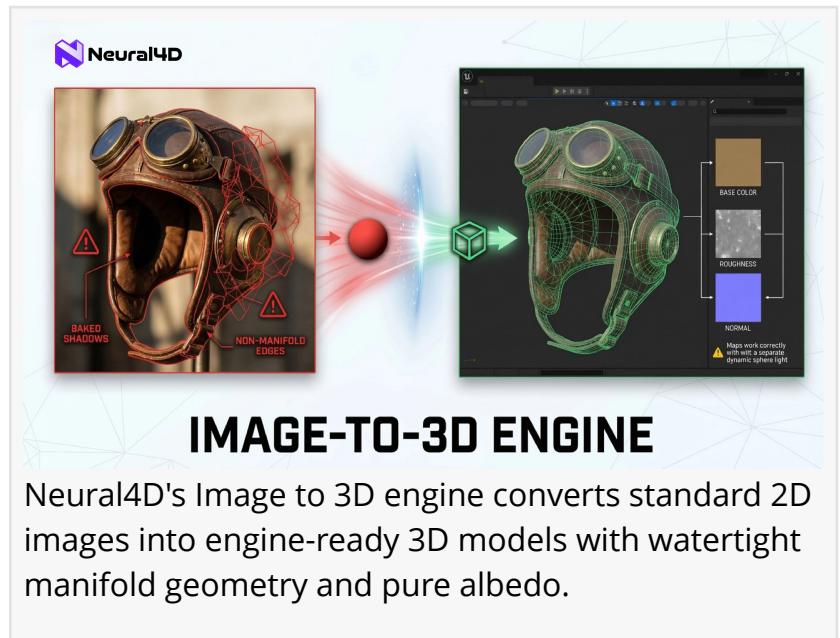 Neural4D
BAKED
SHADOWS
NON-MANIFOLD
EDGES
BASE COLOR
ROUGHNESS
NORMAL
Maps work correctly
with wilt a separate
dynamic sphere light
IMAGE-TO-3D ENGINE
Neural4D's Image to 3D engine converts standard 2D
images into engine-ready 3D models with watertight
manifold geometry and pure albedo.